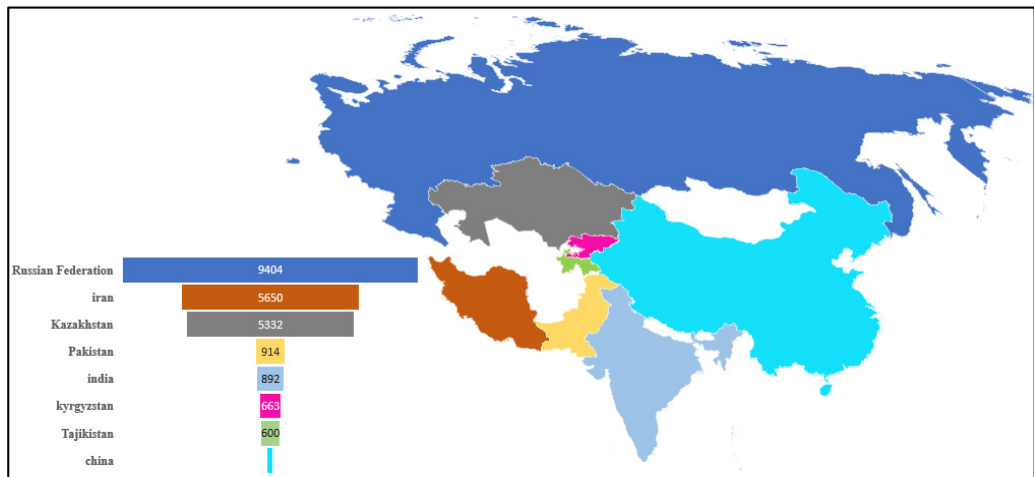 Russian Federation 9404
iran 5650
Kazakhstan 5332
Pakistan 914
india 892
kyrgyzstan 663
Tajikistan 600
china